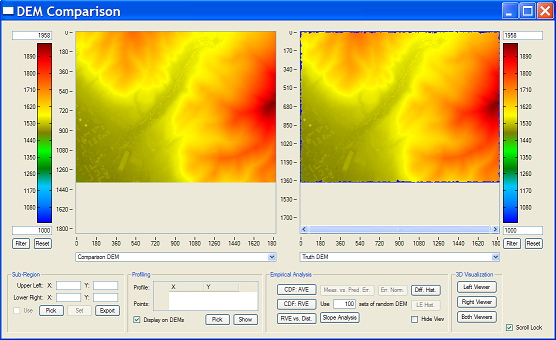 DEM Comparison
1958
1890
1800
1710
1620
1530
1440
1350
1260
1170
1080
1000
Filter Reset
0
180
360
540
720
900
1080
1260
1440
1620
1800
0 180 360 540 720 900 1080 1260 1440 1620 180
Comparison DEM
0
170
340
510
680
850
1020
1190
1360
1530
1700
0 180 360 540 720 900 1080 1260 1440 1620 180
Truth DEM
1958
1890
1800
1710
1620
1530
1440
1350
1260
1170
1080
1000
Filter Reset
Sub-Region
Upper Left: X: Y:
Lower Right: X: Y:
Use Pick Set Export
Profiling
Profile: X Y
Points:
Display on DEMs Pick Show
Empirical Analysis
CDF: AVE Meas vs Pred. Err. Err. Norm. Diff. Hist.
CDF: RVE Use 100 sets of random DEM LE Hist.
RVE vs. Dist. Slope Analysis Hide View
3D Visualization
Left Viewer
Right Viewer
Both Viewers
Scroll Lock